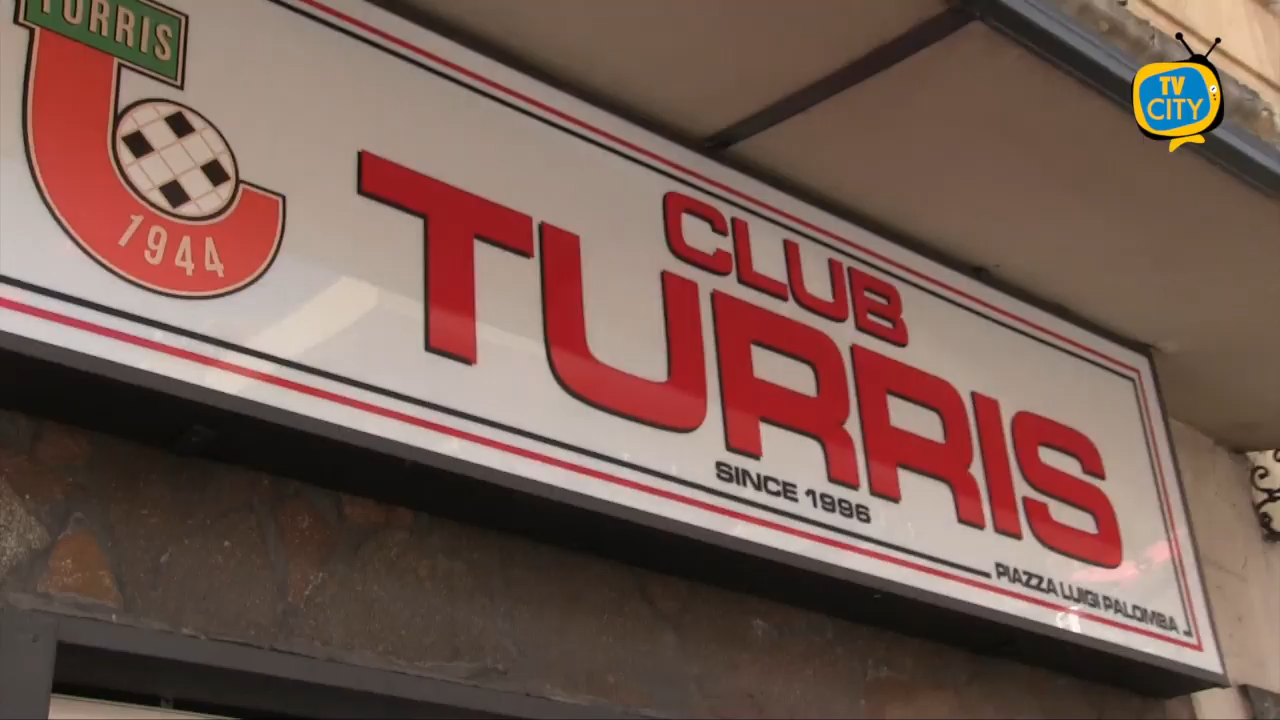 TURRIS
1944
CLUB
TURRIS
SINCE 1996
PIAZZA LUIGI PALOMBA
TV
CITY